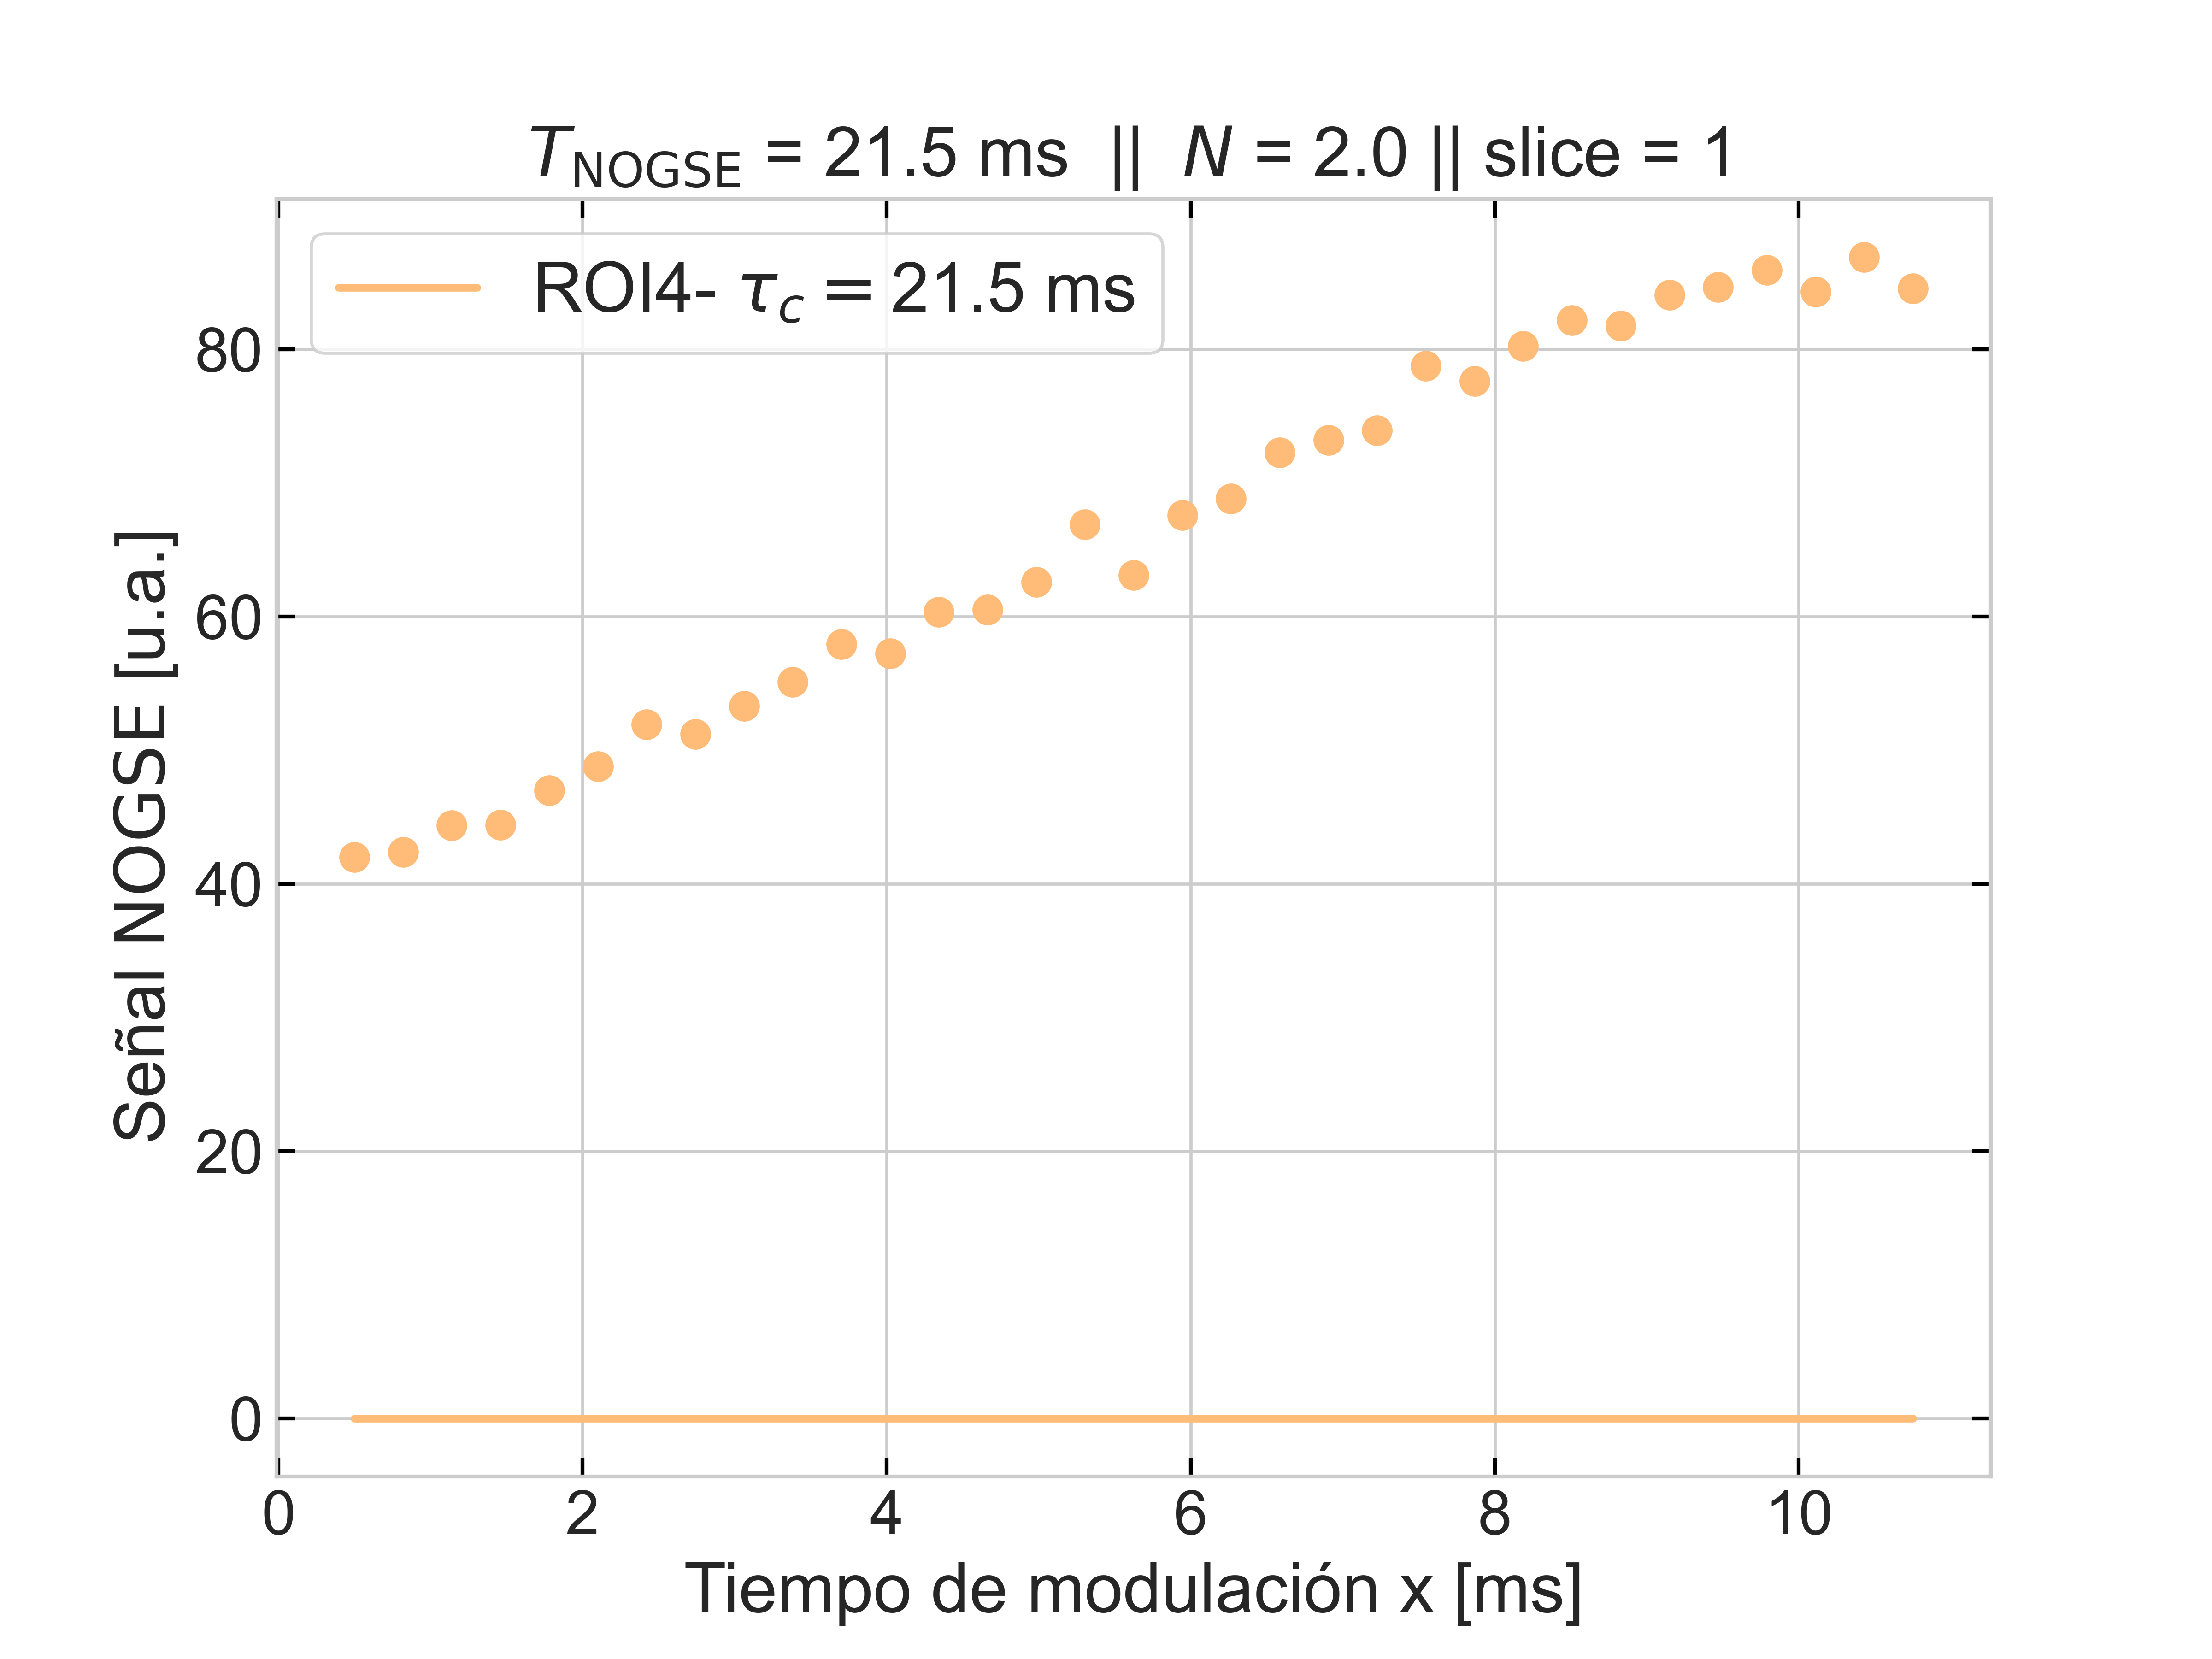 T_NOGSE = 21.5 ms || N = 2.0 || slice = 1
ROI4- τ_c = 21.5 ms
80
60
40
20
0
Señal NOGSE [u.a.]
0 2 4 6 8 10
Tiempo de modulación x [ms]